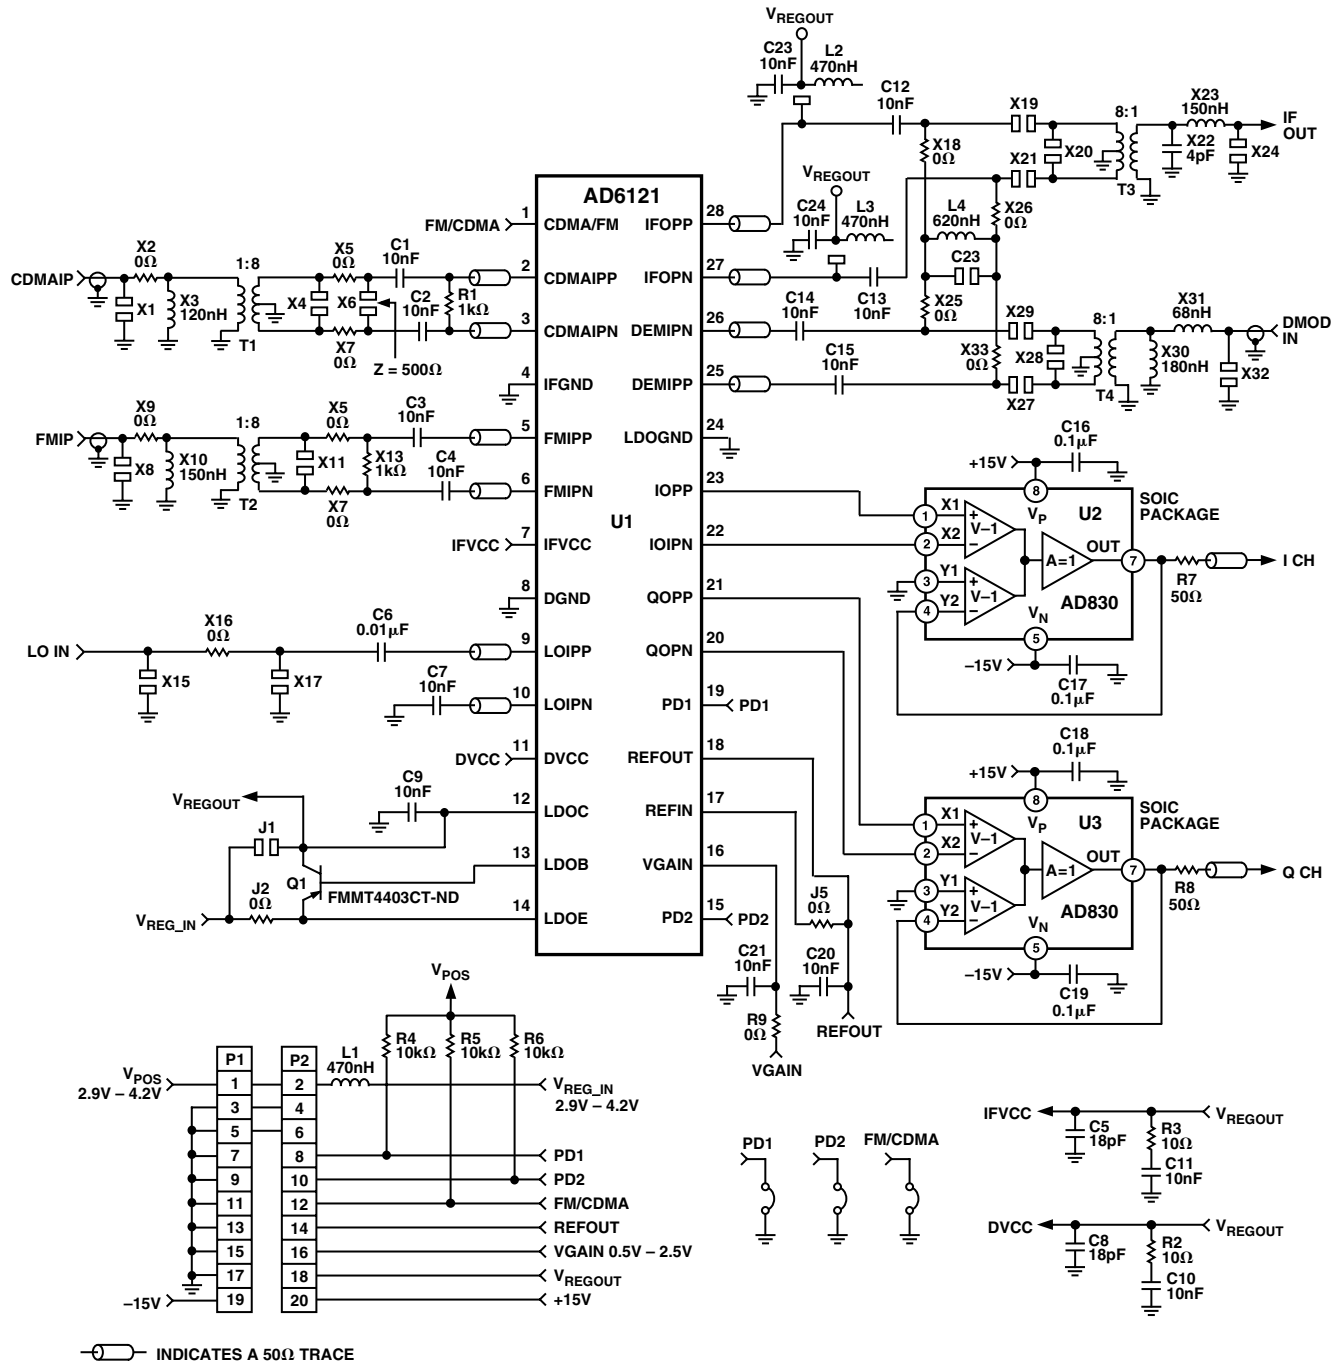 VREGOUT
C23
10nF
L2
470nH
C12
10nF
X19
8:1
X23
150nH
IF
OUT
X18
0Ω
X20
X22
4pF
X24
X21
T3
VREGOUT
C24
10nF
L3
470nH
L4
620nH
X26
0Ω
C23
C13
10nF
X25
0Ω
C14
10nF
X29
8:1
X31
68nH
DMOD
IN
X33
0Ω
X28
X30
180nH
X32
C15
10nF
X27
T4
AD6121
U1
FM/CDMA
1
CDMA/FM
2
CDMAIPP
3
CDMAIPN
4
IFGND
5
FMIPP
6
FMIPN
IFVCC
7
IFVCC
8
DGND
9
LOIPP
10
LOIPN
DVCC
11
DVCC
12
LDOC
13
LDOB
14
LDOE
28
IFOPP
27
IFOPN
26
DEMIPN
25
DEMIPP
24
LDOGND
23
IOPP
22
IOIPN
21
QOPP
20
QOPN
19
PD1
PD1
18
REFOUT
17
REFIN
16
VGAIN
15
PD2
PD2
CDMAIP
X2
0Ω
X1
X3
120nH
1:8
T1
X4
X5
0Ω
X6
X7
0Ω
C1
10nF
C2
10nF
R1
1kΩ
Z = 500Ω
FMIP
X9
0Ω
X8
X10
150nH
1:8
T2
X11
X5
0Ω
X7
0Ω
X13
1kΩ
C3
10nF
C4
10nF
LO IN
X16
0Ω
X15
X17
C6
0.01µF
C7
10nF
C9
10nF
VREGOUT
J1
Q1
FMMT4403CT-ND
J2
0Ω
VREG_IN
C16
0.1µF
+15V
8
VP
SOIC
PACKAGE
U2
1
X1
2
X2
3
Y1
4
Y2
+
V–1
–
+
V–1
–
A=1
OUT
7
AD830
VN
5
–15V
C17
0.1µF
R7
50Ω
I CH
C18
0.1µF
+15V
8
VP
SOIC
PACKAGE
U3
1
X1
2
X2
3
Y1
4
Y2
+
V–1
–
+
V–1
–
A=1
OUT
7
AD830
VN
5
–15V
C19
0.1µF
R8
50Ω
Q CH
J5
0Ω
C21
10nF
C20
10nF
R9
0Ω
VGAIN
REFOUT
VPOS
R4
10kΩ
R5
10kΩ
R6
10kΩ
P1
P2
L1
470nH
VPOS
2.9V – 4.2V
1
2
VREG_IN
2.9V – 4.2V
3
4
5
6
7
8
PD1
9
10
PD2
11
12
FM/CDMA
13
14
REFOUT
15
16
VGAIN 0.5V – 2.5V
17
18
VREGOUT
–15V
19
20
+15V
PD1
PD2
FM/CDMA
IFVCC
VREGOUT
C5
18pF
R3
10Ω
C11
10nF
DVCC
VREGOUT
C8
18pF
R2
10Ω
C10
10nF
INDICATES A 50Ω TRACE